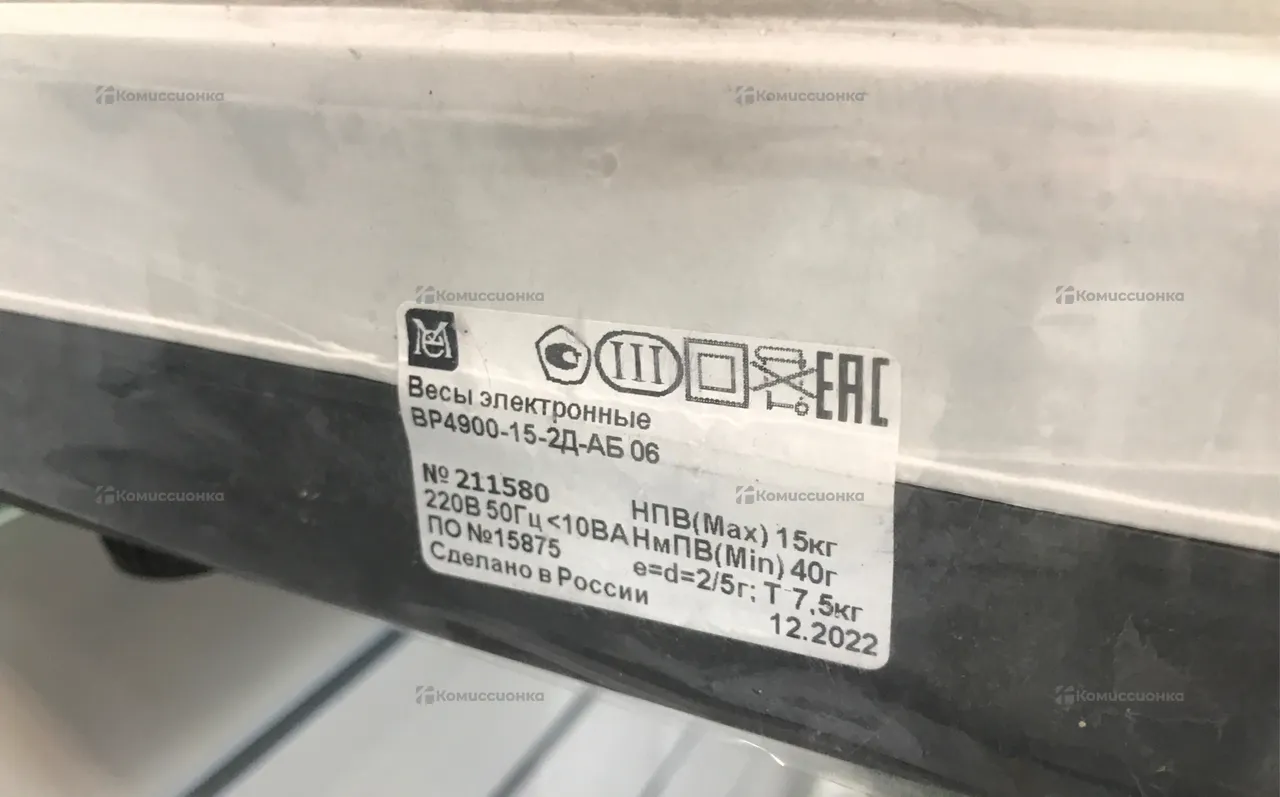 Комиссионка
Комиссионка
Комиссионка
Комиссионка
III
EAC
Весы электронные
ВР4900-15-2Д-АБ 06
№ 211580
НПВ(Max) 15кг
220В 50Гц <10ВА
НмПВ(Min) 40г
ПО №15875
e=d=2/5г; Т 7,5кг
Сделано в России
12.2022
Комиссионка
Комиссионка
Комиссионка
Комиссионка